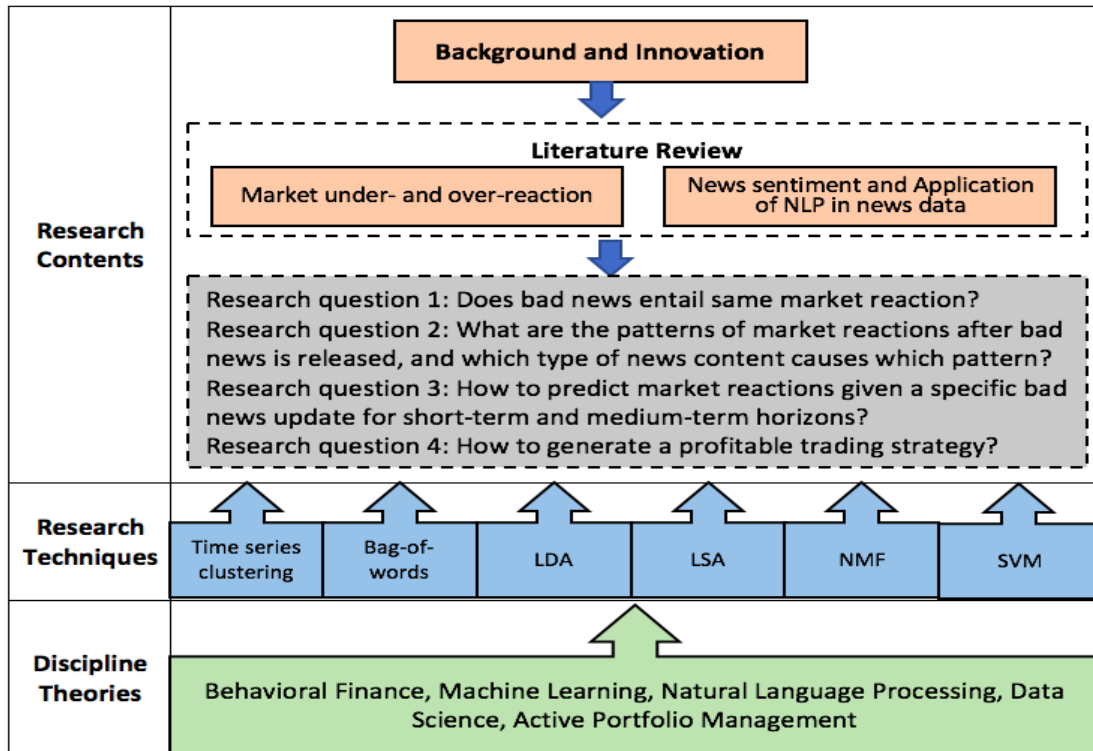 Background and Innovation
Literature Review
Market under- and over-reaction
News sentiment and Application
of NLP in news data
Research
Contents
Research question 1: Does bad news entail same market reaction?
Research question 2: What are the patterns of market reactions after bad
news is released, and which type of news content causes which pattern?
Research question 3: How to predict market reactions given a specific bad
news update for short-term and medium-term horizons?
Research question 4: How to generate a profitable trading strategy?
Research
Techniques
Time series
clustering
Bag-of-
words
LDA
LSA
NMF
SVM
Discipline
Theories
Behavioral Finance, Machine Learning, Natural Language Processing, Data
Science, Active Portfolio Management